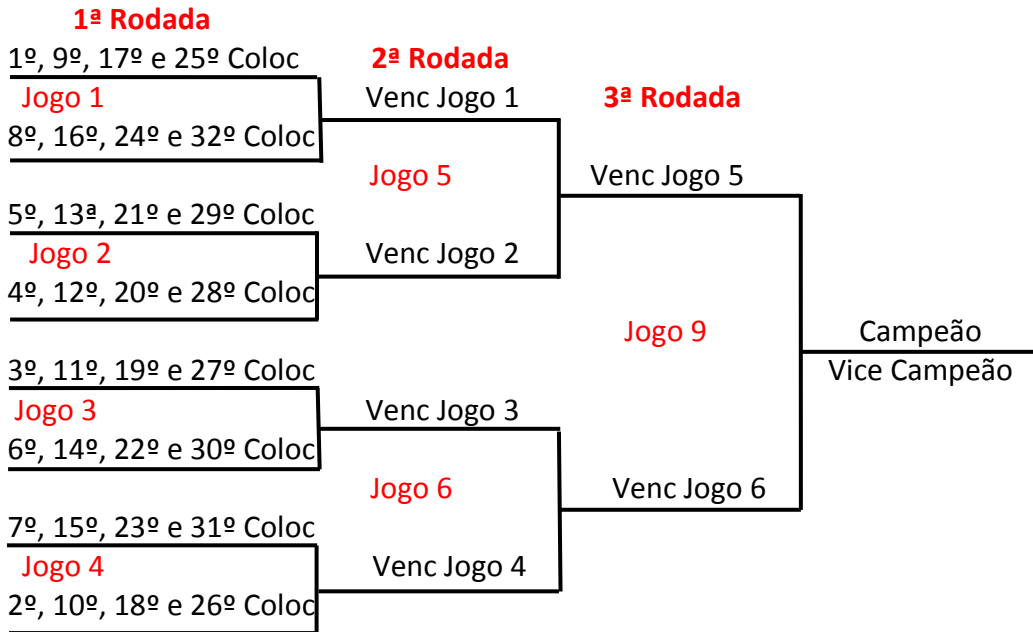 1ª Rodada
1º, 9º, 17º e 25º Coloc
2ª Rodada
Jogo 1
Venc Jogo 1
3ª Rodada
8º, 16º, 24º e 32º Coloc
Jogo 5
Venc Jogo 5
5º, 13ª, 21º e 29º Coloc
Jogo 2
Venc Jogo 2
4º, 12º, 20º e 28º Coloc
Jogo 9
Campeão
Vice Campeão
3º, 11º, 19º e 27º Coloc
Jogo 3
Venc Jogo 3
6º, 14º, 22º e 30º Coloc
Jogo 6
Venc Jogo 6
7º, 15º, 23º e 31º Coloc
Jogo 4
Venc Jogo 4
2º, 10º, 18º e 26º Coloc